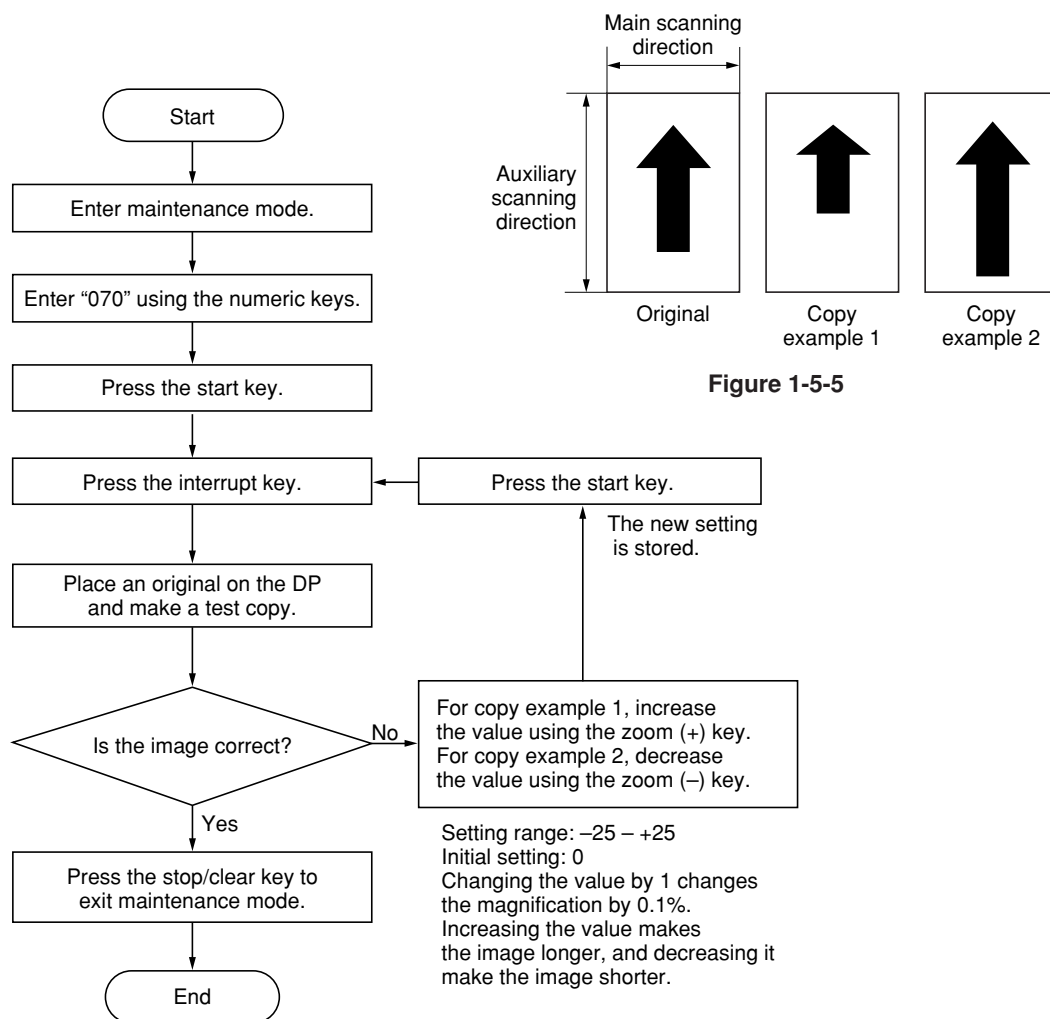 Start
Enter maintenance mode.
Enter “070” using the numeric keys.
Press the start key.
Press the interrupt key.
Place an original on the DP
and make a test copy.
Is the image correct?
No
Yes
Press the stop/clear key to
exit maintenance mode.
End
Press the start key.
The new setting
is stored.
For copy example 1, increase
the value using the zoom (+) key.
For copy example 2, decrease
the value using the zoom (–) key.
Setting range: –25 – +25
Initial setting: 0
Changing the value by 1 changes
the magnification by 0.1%.
Increasing the value makes
the image longer, and decreasing it
make the image shorter.
Main scanning
direction
Auxiliary
scanning
direction
Original
Copy
example 1
Copy
example 2
Figure 1-5-5